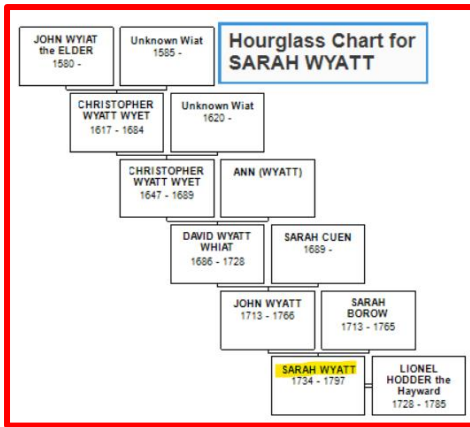 Hourglass Chart for
SARAH WYATT
JOHN WYIAT
the ELDER
1580 -
Unknown Wiat
1585 -
CHRISTOPHER
WYATT WYET
1617 - 1684
Unknown Wiat
1620 -
CHRISTOPHER
WYATT WYET
1647 - 1689
ANN (WYATT)
DAVID WYATT
WHIAT
1686 - 1728
SARAH CUEN
1689 -
JOHN WYATT
1713 - 1766
SARAH
BOROW
1713 - 1765
SARAH WYATT
1734 - 1797
LIONEL
HODDER the
Hayward
1728 - 1785